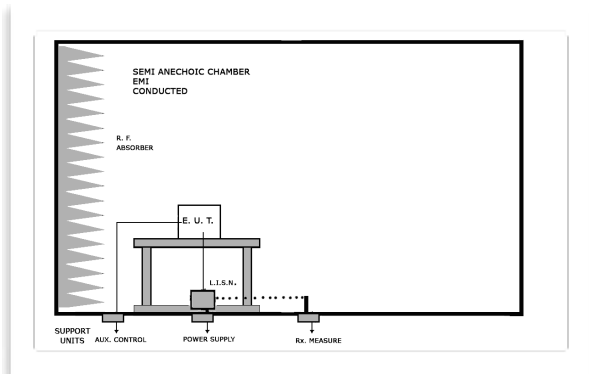 SEMI ANECHOIC CHAMBER
EMI
CONDUCTED
R. F.
ABSORBER
E. U. T.
L.I.S.N.
SUPPORT
UNITS
AUX. CONTROL
POWER SUPPLY
Rx. MEASURE